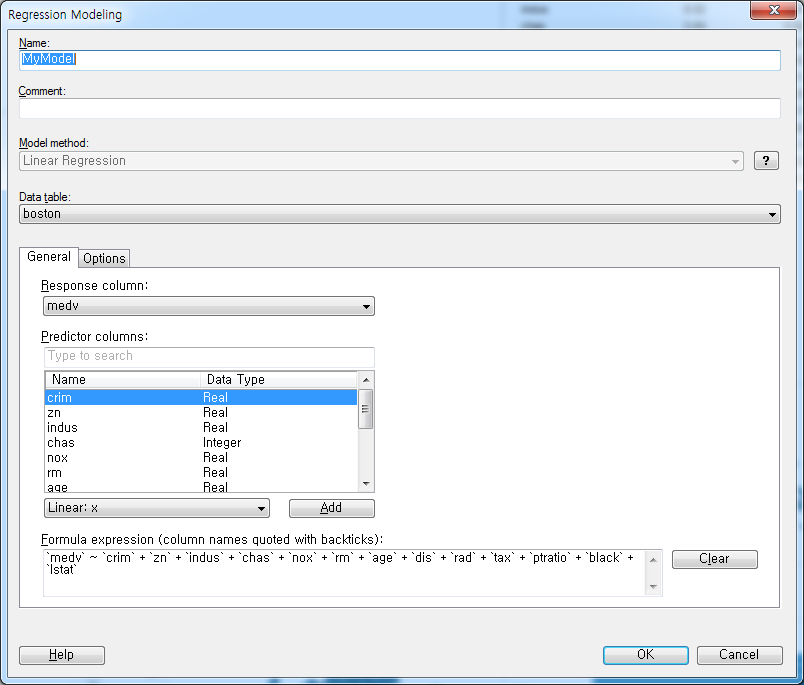 Regression Modeling
Name:
MyModel
Comment:
Model method:
Linear Regression
?
Data table:
boston
General Options
Response column:
medv
Predictor columns:
Type to search
Name Data Type
crim Real
zn Real
indus Real
chas Integer
nox Real
rm Real
age Real
Linear: x Add
Formula expression (column names quoted with backticks):
`medv` ~ `crim` + `zn` + `indus` + `chas` + `nox` + `rm` + `age` + `dis` + `rad` + `tax` + `ptratio` + `black` +
`lstat`
Clear
Help OK Cancel